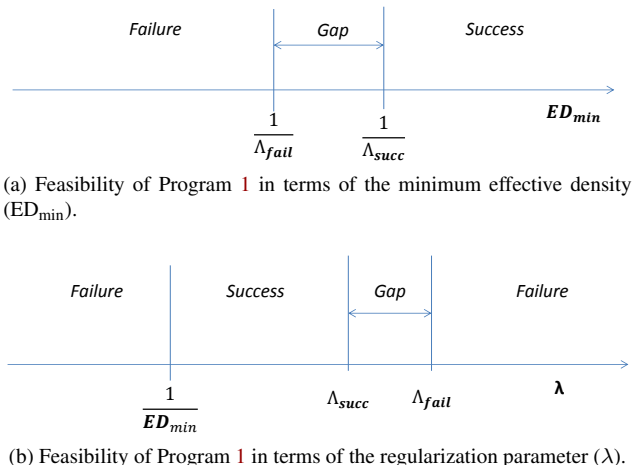 Failure Gap Success
ED_min
1/Λ_fail 1/Λ_succ
(a) Feasibility of Program 1 in terms of the minimum effective density
(ED_min).
Failure Success Gap Failure
1/ED_min Λ_succ Λ_fail λ
(b) Feasibility of Program 1 in terms of the regularization parameter (λ).